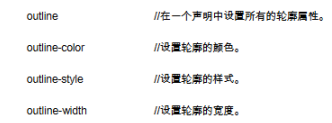 outline //在一个声明中设置所有的轮廓属性。
outline-color //设置轮廓的颜色。
outline-style //设置轮廓的样式。
outline-width //设置轮廓的宽度。